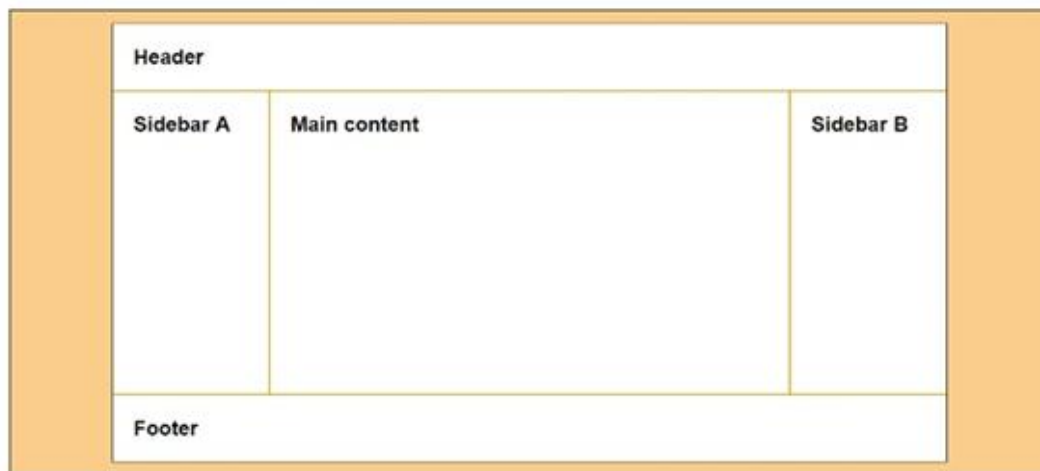 Header
Sidebar A
Main content
Sidebar B
Footer